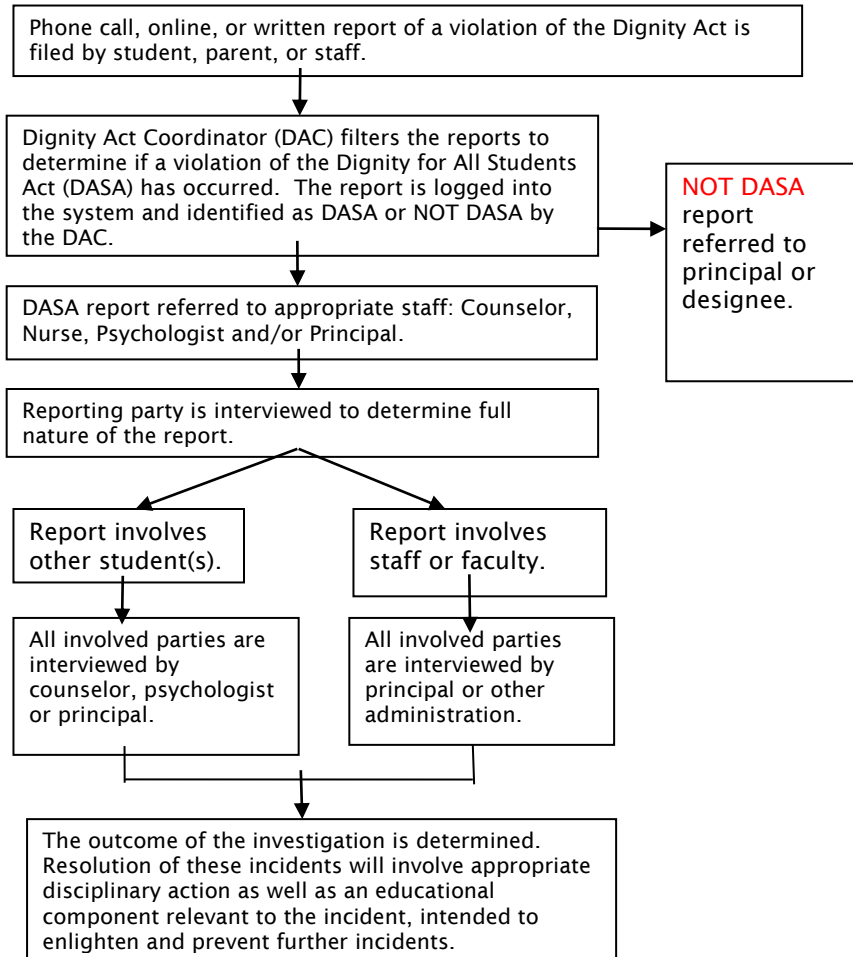 Phone call, online, or written report of a violation of the Dignity Act is
filed by student, parent, or staff.
Dignity Act Coordinator (DAC) filters the reports to
determine if a violation of the Dignity for All Students
Act (DASA) has occurred.  The report is logged into
the system and identified as DASA or NOT DASA by
the DAC.
NOT DASA
report
referred to
principal or
designee.
DASA report referred to appropriate staff: Counselor,
Nurse, Psychologist and/or Principal.
Reporting party is interviewed to determine full
nature of the report.
Report involves
other student(s).
Report involves
staff or faculty.
All involved parties are
interviewed by
counselor, psychologist
or principal.
All involved parties
are interviewed by
principal or other
administration.
The outcome of the investigation is determined.
Resolution of these incidents will involve appropriate
disciplinary action as well as an educational
component relevant to the incident, intended to
enlighten and prevent further incidents.